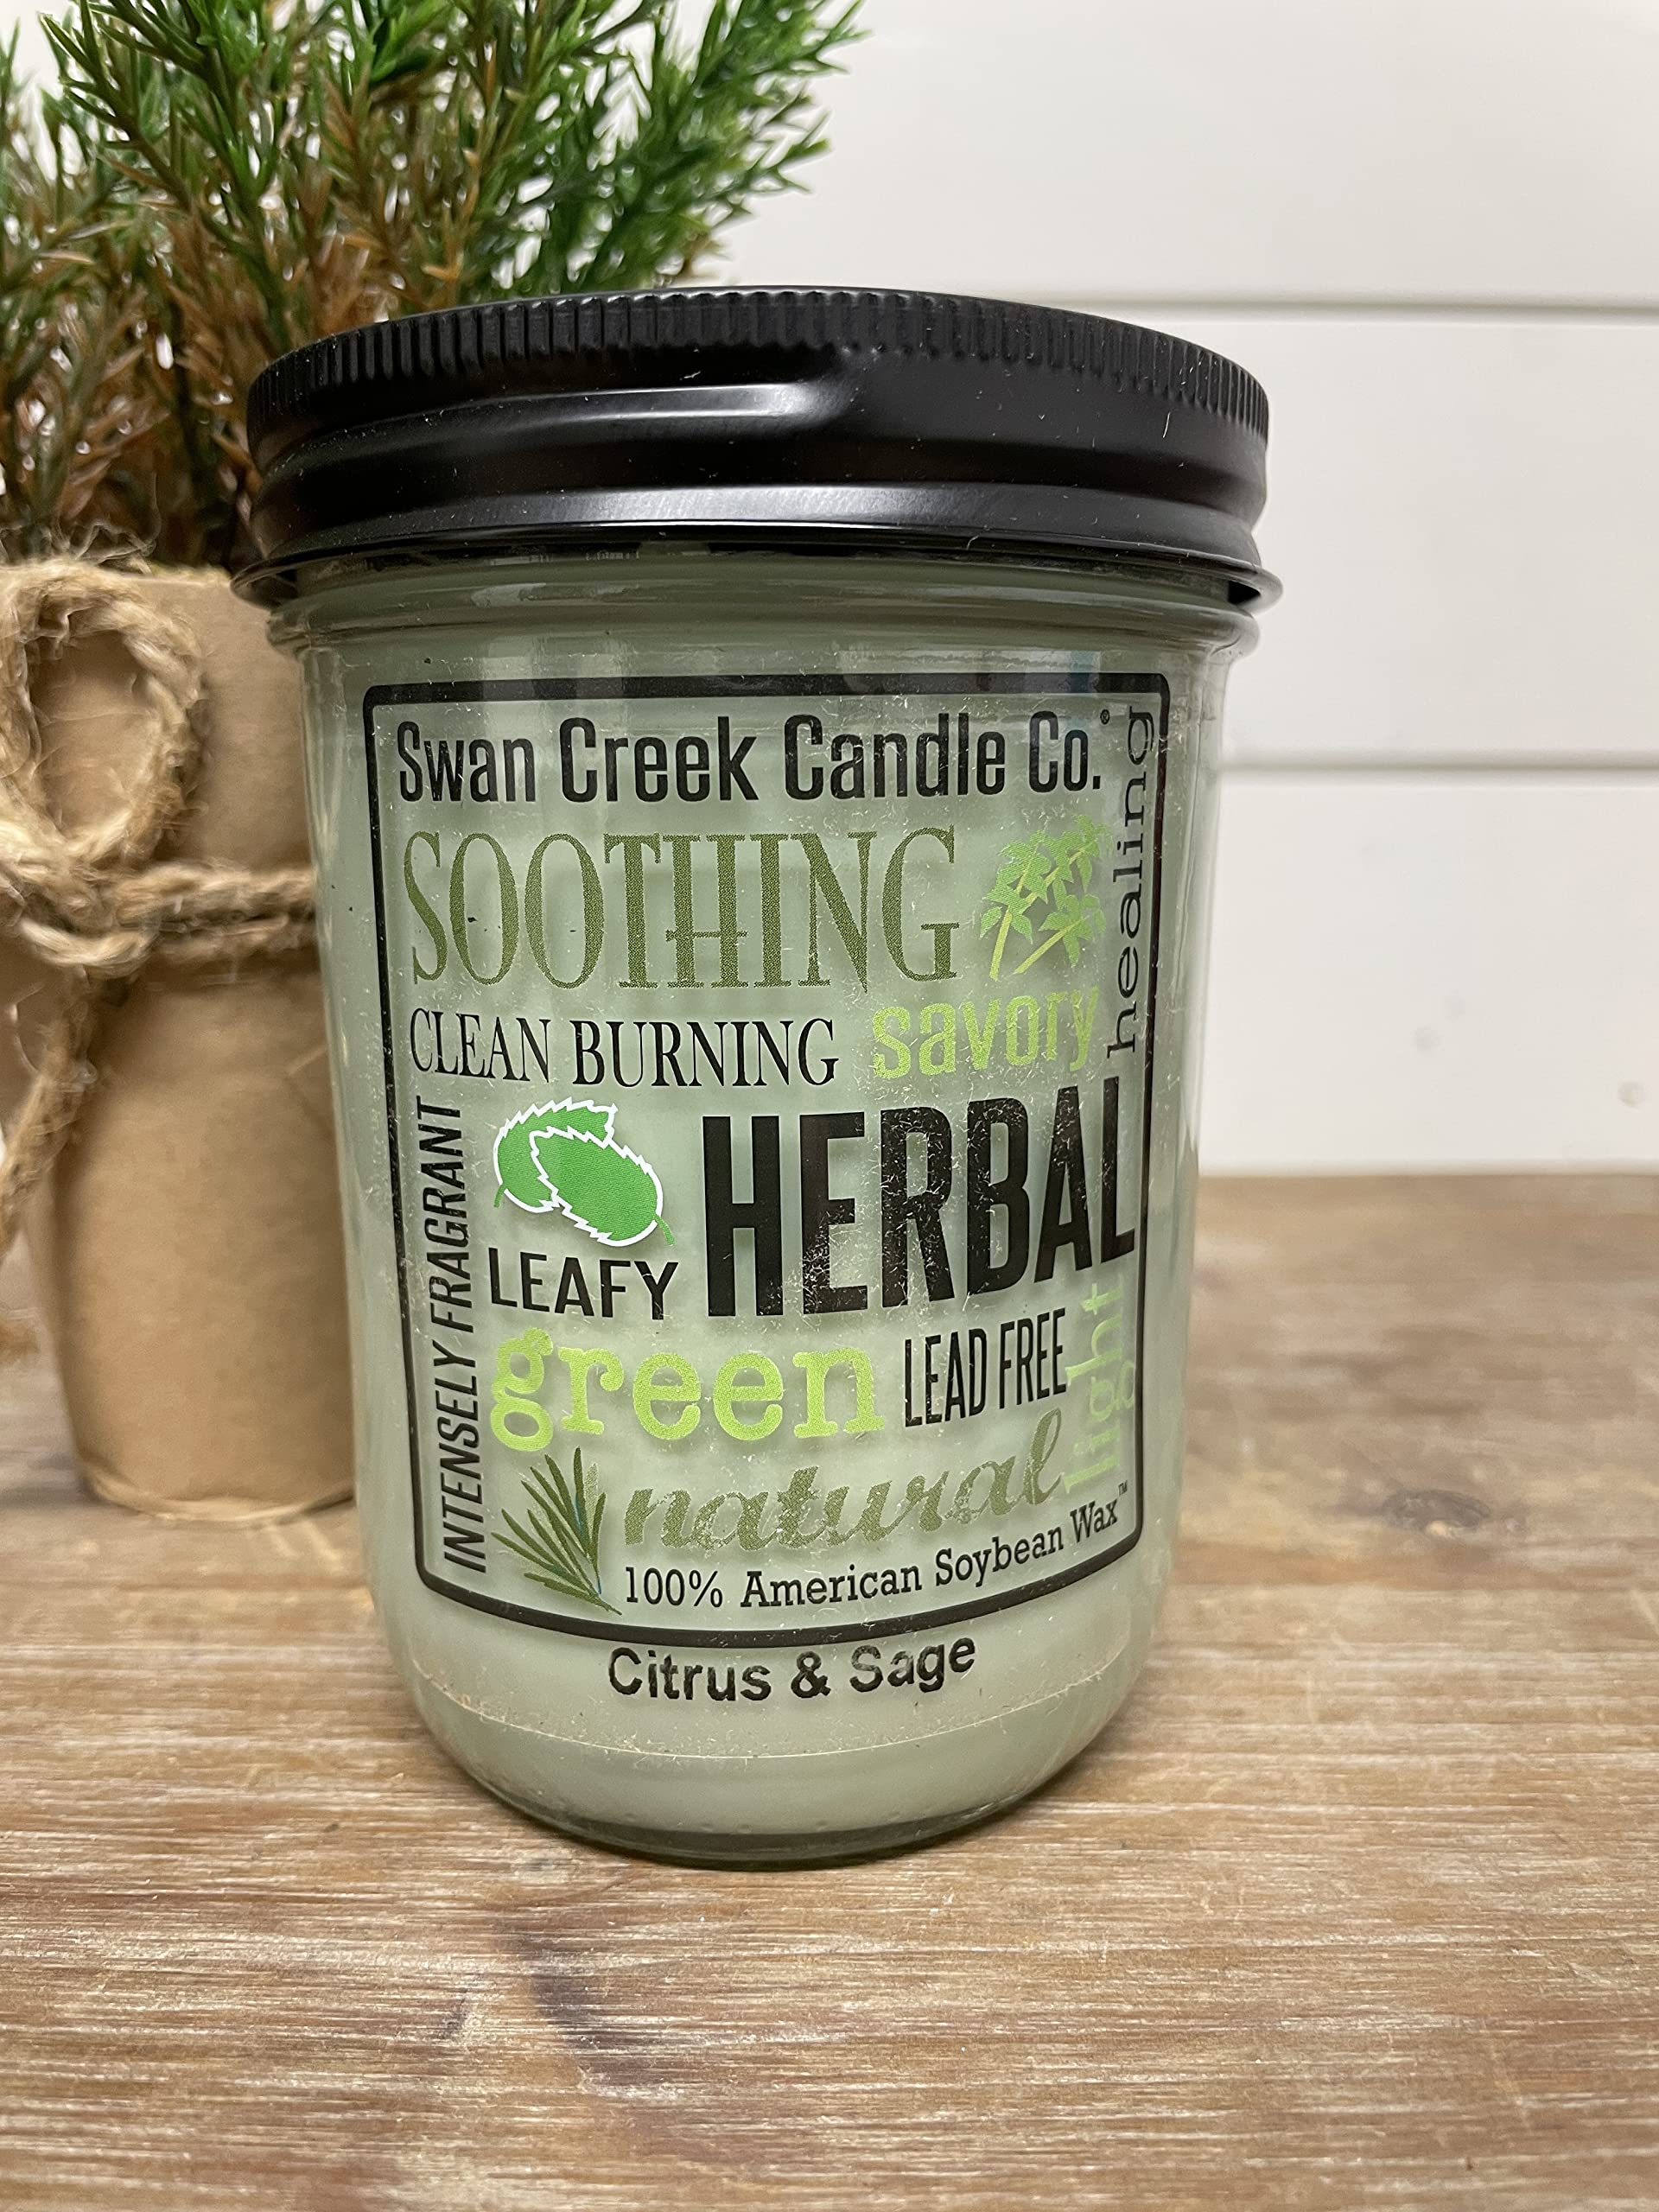 Swan Creek Candle Co.®
SOOTHING
healing
CLEAN BURNING
savory
INTENSELY FRAGRANT
LEAFY
HERBAL
green
LEAD FREE
light
natural
100% American Soybean Wax™
Citrus & Sage